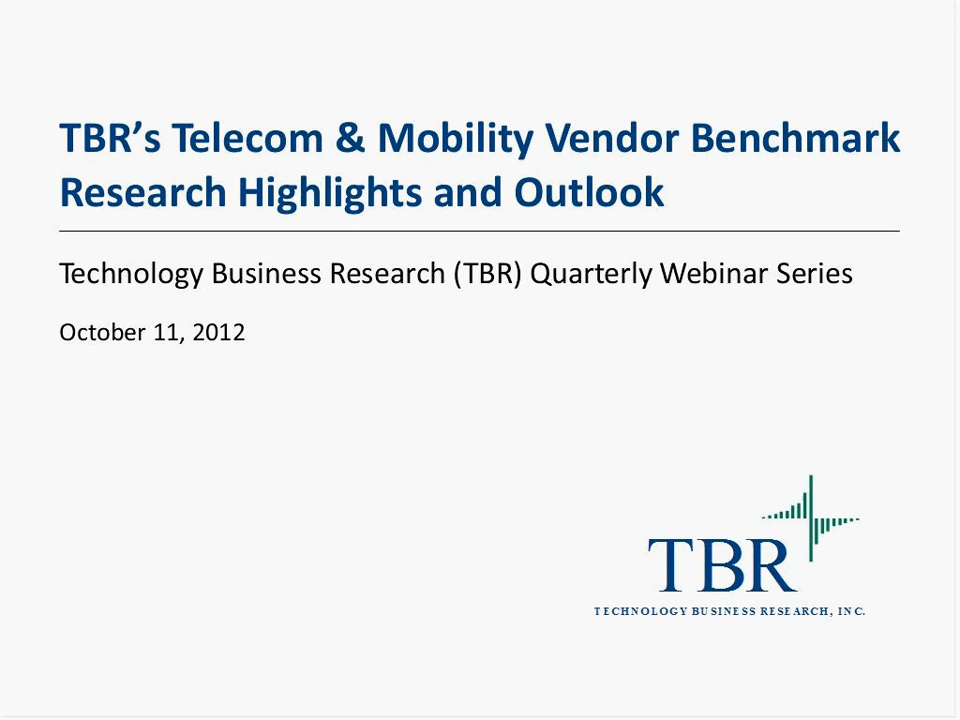 TBR’s Telecom & Mobility Vendor Benchmark
Research Highlights and Outlook
Technology Business Research (TBR) Quarterly Webinar Series
October 11, 2012
TBR
TECHNOLOGY BUSINESS RESEARCH, INC.